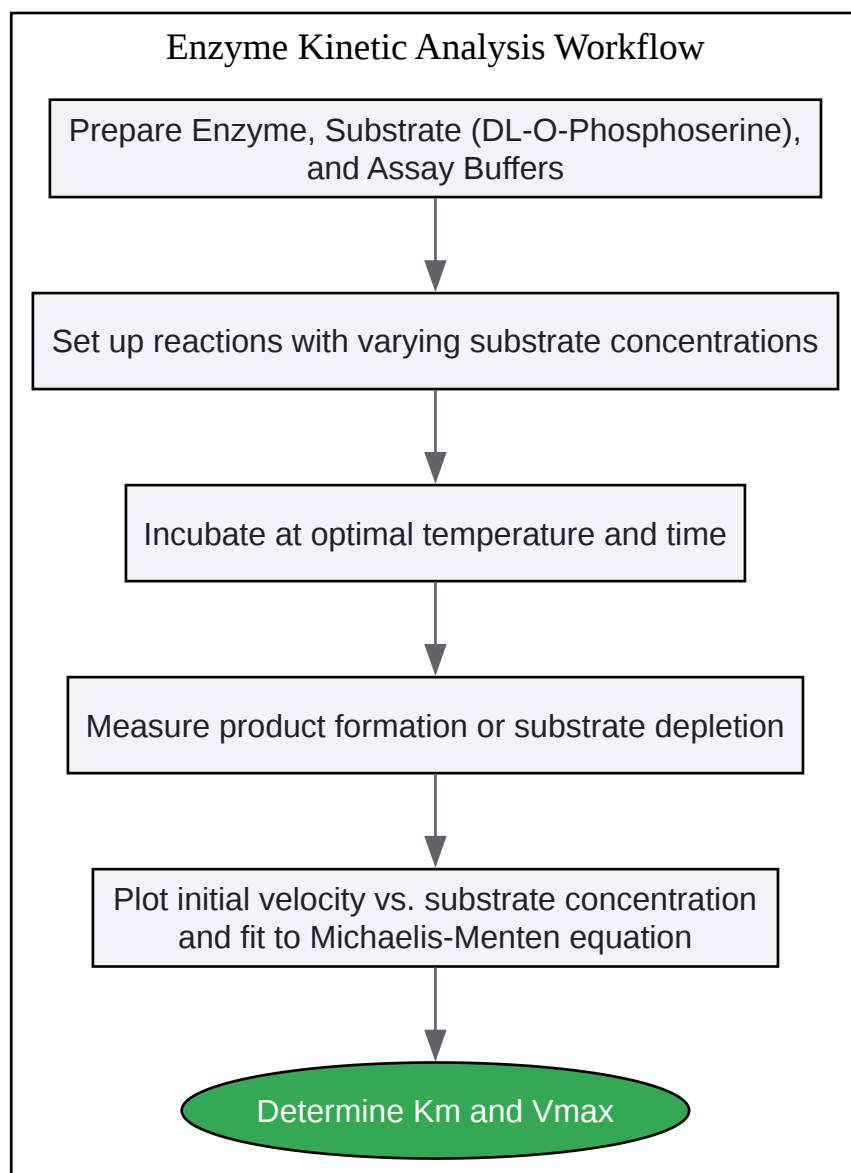 Enzyme Kinetic Analysis Workflow
Prepare Enzyme, Substrate (DL-O-Phosphoserine),
and Assay Buffers
Set up reactions with varying substrate concentrations
Incubate at optimal temperature and time
Measure product formation or substrate depletion
Plot initial velocity vs. substrate concentration
and fit to Michaelis-Menten equation
Determine Km and Vmax